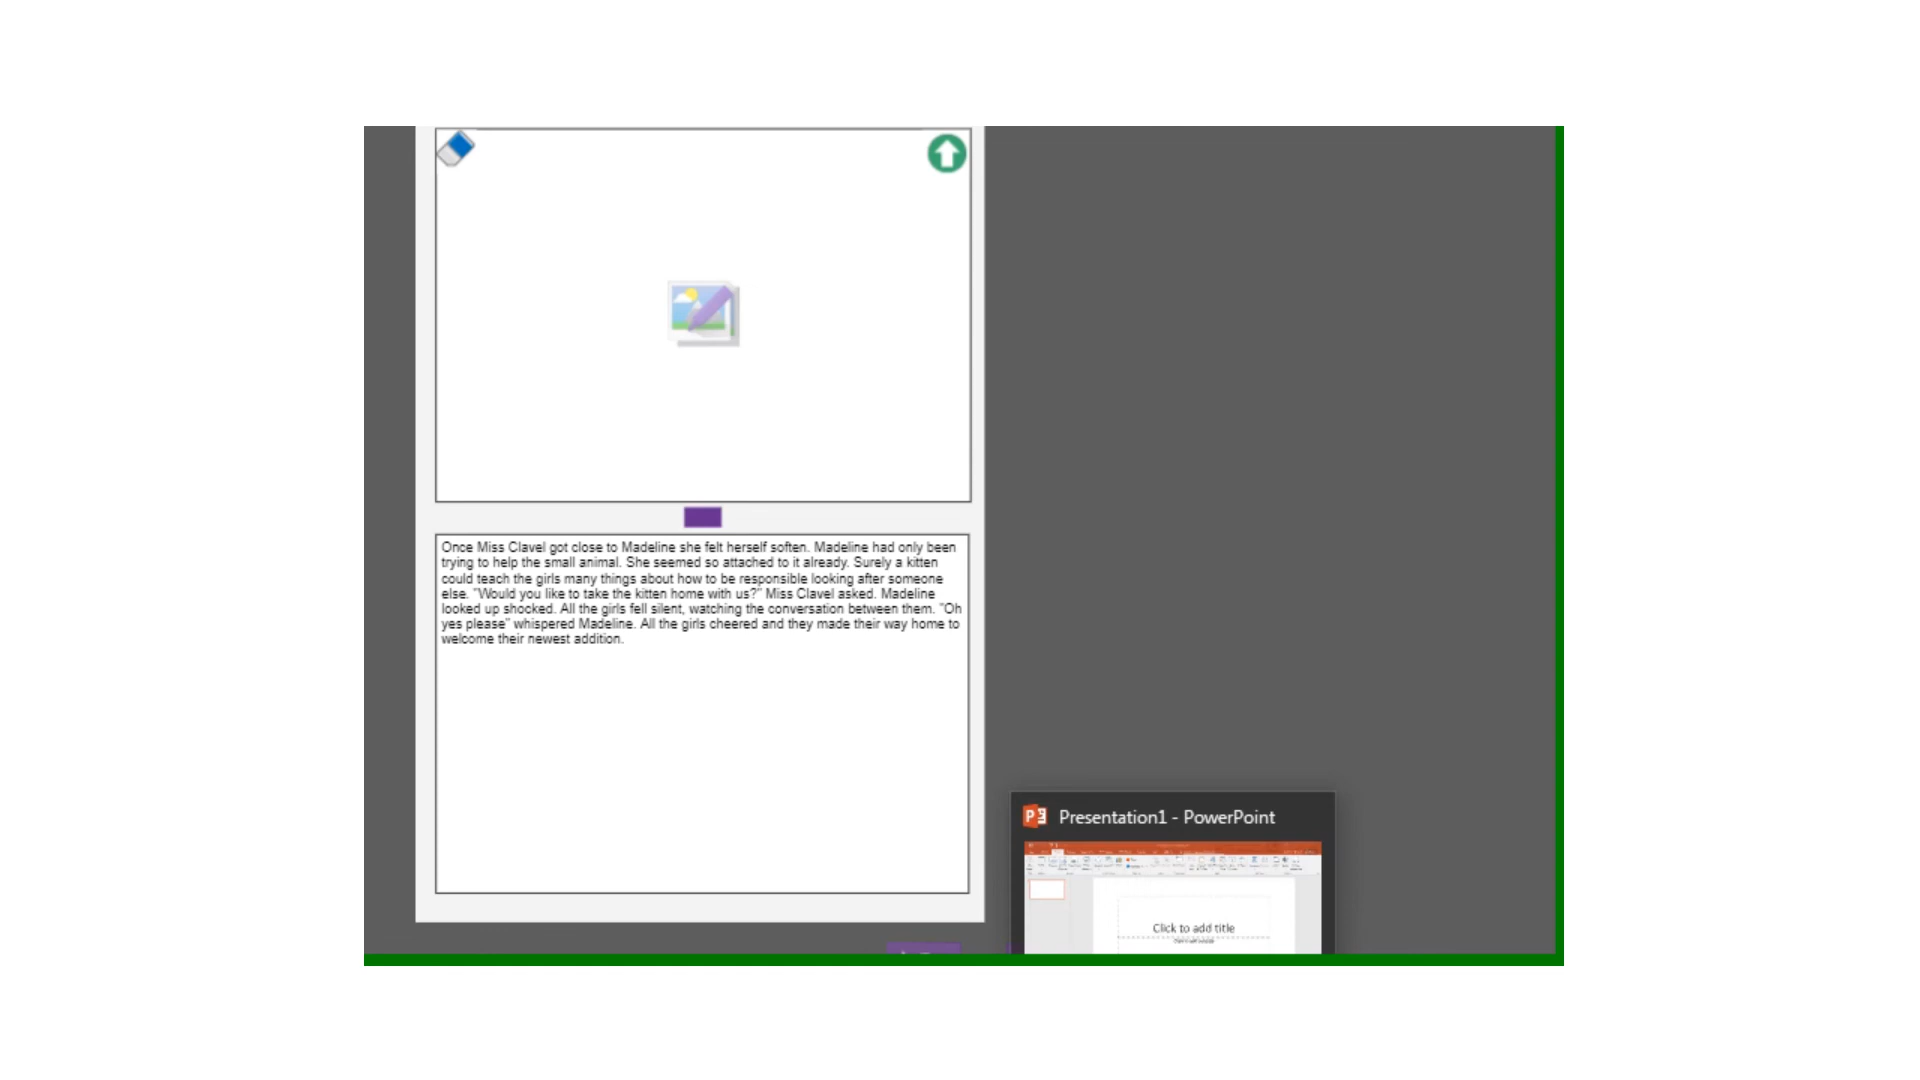 Once Miss Clavel got close to Madeline she felt herself soften. Madeline had only been
trying to help the small animal. She seemed so attached to it already. Surely a kitten
could teach the girls many things about how to be responsible looking after someone
else. "Would you like to take the kitten home with us?" Miss Clavel asked. Madeline
looked up shocked. All the girls fell silent, watching the conversation between them. "Oh
yes please" whispered Madeline. All the girls cheered and they made their way home to
welcome their newest addition.
Presentation1 - PowerPoint
Click to add title